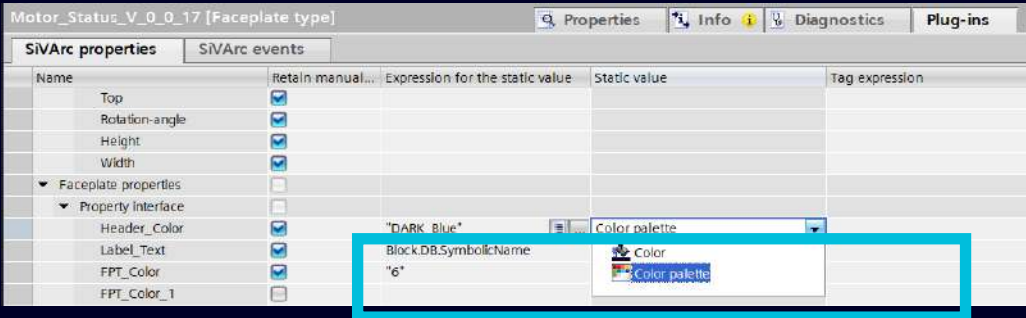 Motor_Status_V_0_0_17 [Faceplate type] Properties Info Diagnostics Plug-ins
SiVArc properties SiVArc events
Name Retain manual... Expression for the static value Static value Tag expression
Top
Rotation-angle
Height
Width
Faceplate properties
Property interface
Header_Color "DARK_Blue" ... Color palette
Label_Text Block.DB.SymbolicName Color
FPT_Color "6" Color palette
FPT_Color_1